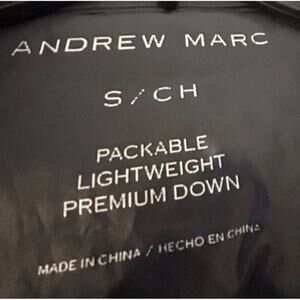 ANDREW MARC
S/CH
PACKABLE
LIGHTWEIGHT
PREMIUM DOWN
MADE IN CHINA / HECHO EN CHINA